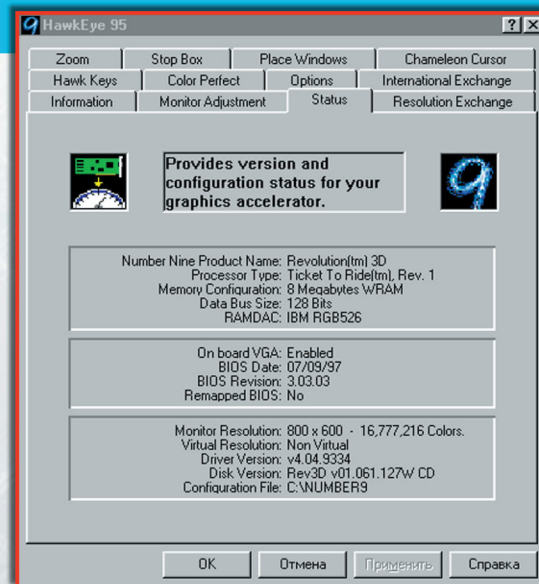 HawkEye 95
Zoom
Stop Box
Place Windows
Chameleon Cursor
Hawk Keys
Color Perfect
Options
International Exchange
Information
Monitor Adjustment
Status
Resolution Exchange
Provides version and
configuration status for your
graphics accelerator.
Number Nine Product Name: Revolution(tm) 3D
Processor Type: Ticket To Ride(tm), Rev. 1
Memory Configuration: 8 Megabytes WRAM
Data Bus Size: 128 Bits
RAMDAC: IBM RGB526
On board VGA: Enabled
BIOS Date: 07/09/97
BIOS Revision: 3.03.03
Remapped BIOS: No
Monitor Resolution: 800 x 600 - 16,777,216 Colors.
Virtual Resolution: Non Virtual
Driver Version: v4.04.9334
Disk Version: Rev3D v01.061.127W CD
Configuration File: C:\NUMBER9
OK
Отмена
Применить
Справка